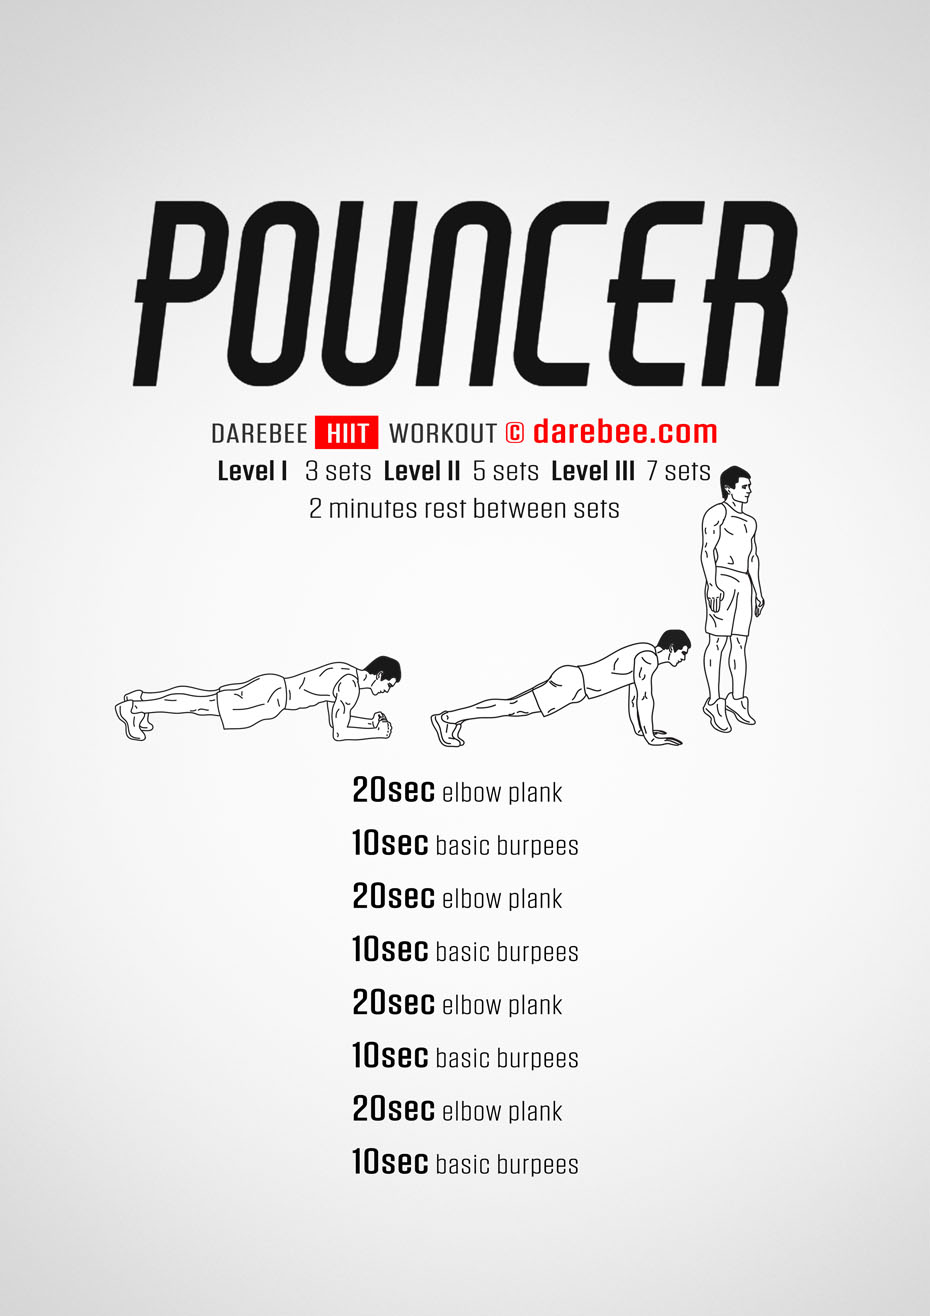 POUNCER
DAREBEE HIIT WORKOUT © darebee.com
Level I 3 sets Level II 5 sets Level III 7 sets
2 minutes rest between sets
20sec elbow plank
10sec basic burpees
20sec elbow plank
10sec basic burpees
20sec elbow plank
10sec basic burpees
20sec elbow plank
10sec basic burpees